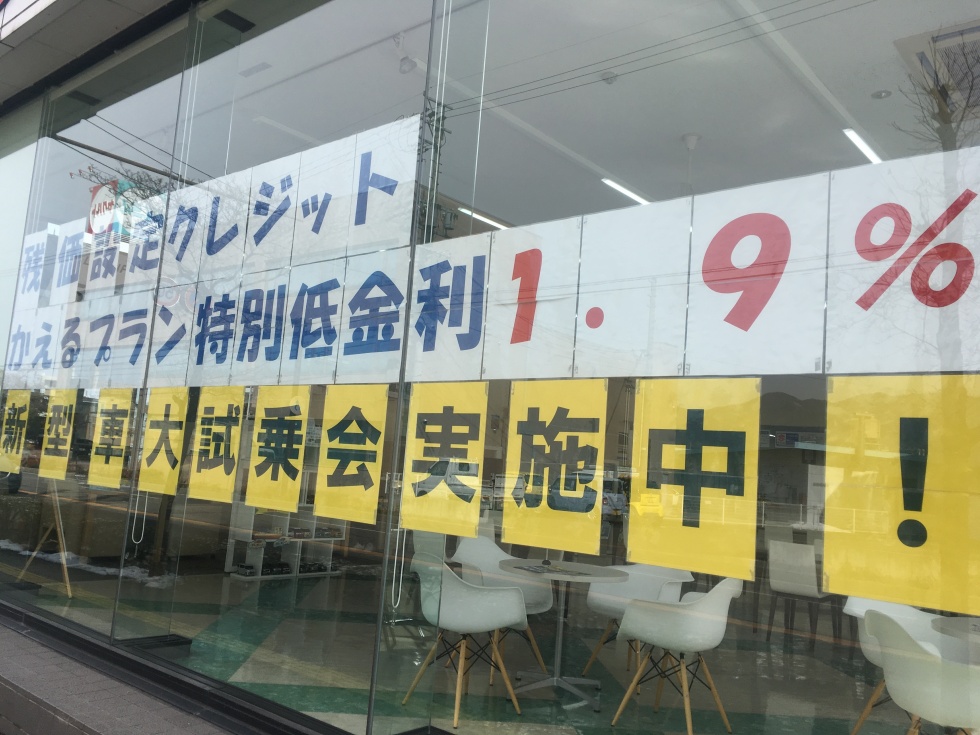 残価設定クレジット
かえるプラン特別低金利1.9%
新型車大試乗会実施中!